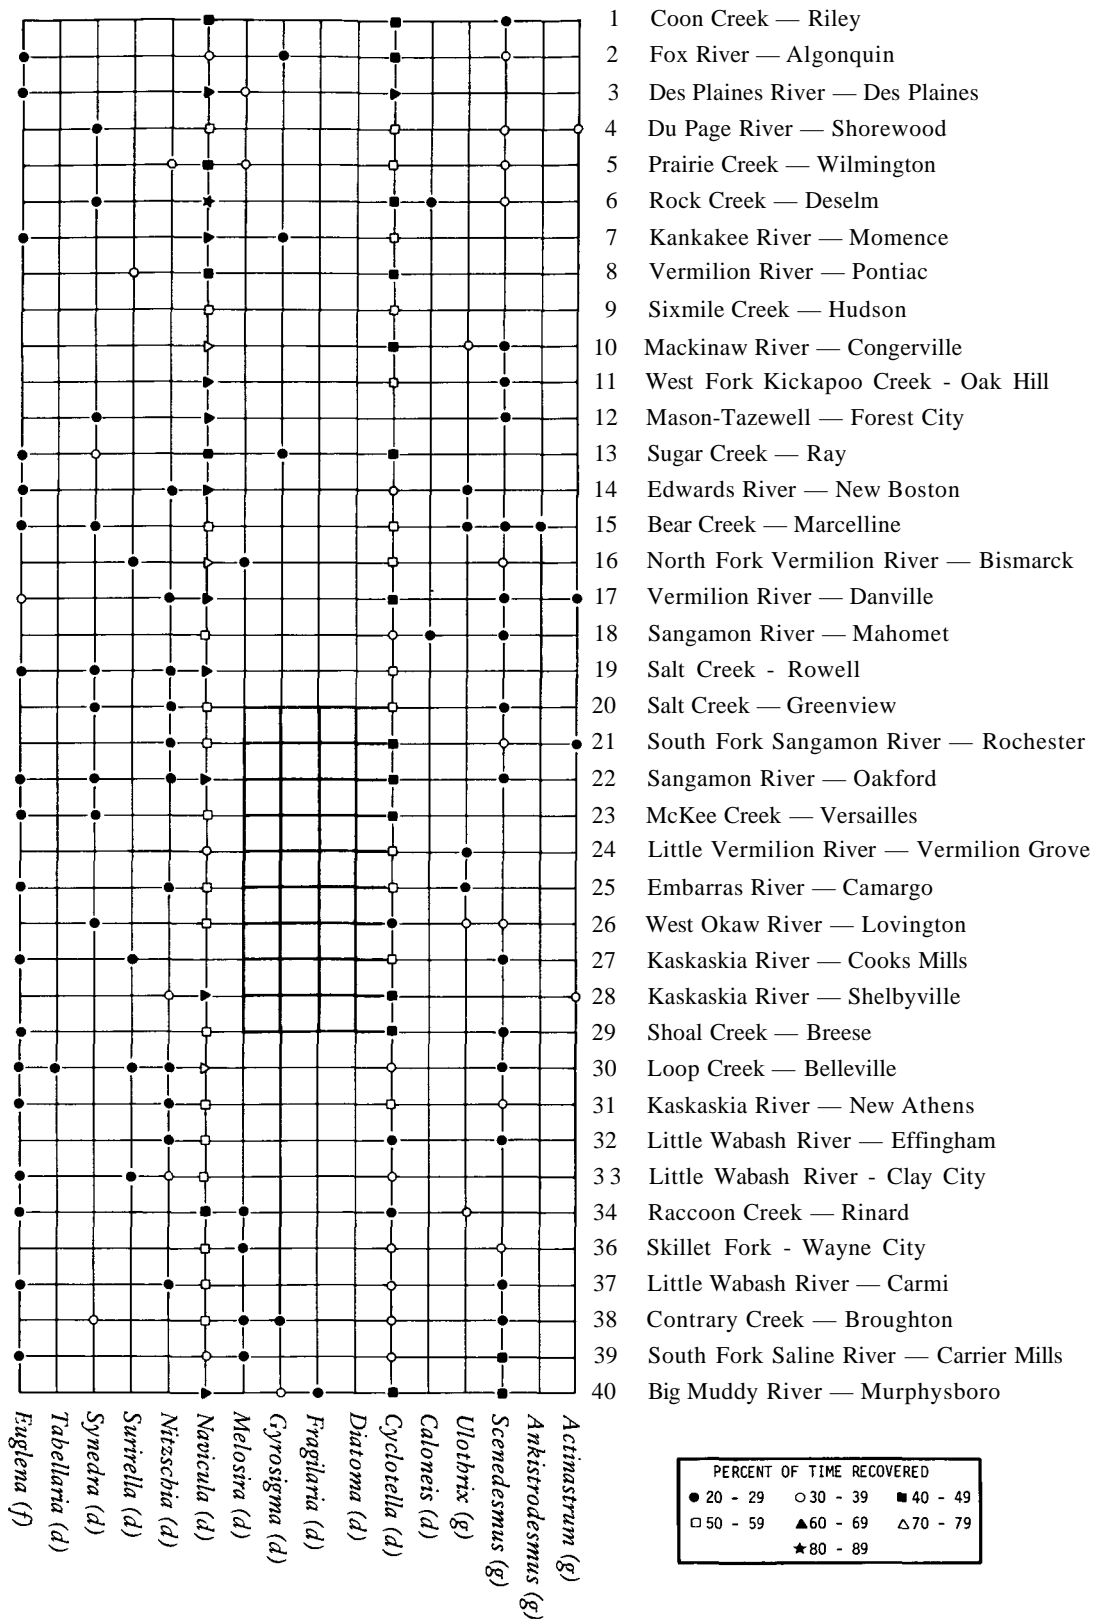 1 Coon Creek — Riley
2 Fox River — Algonquin
3 Des Plaines River — Des Plaines
4 Du Page River — Shorewood
5 Prairie Creek — Wilmington
6 Rock Creek — Deselm
7 Kankakee River — Momence
8 Vermilion River — Pontiac
9 Sixmile Creek — Hudson
10 Mackinaw River — Congerville
11 West Fork Kickapoo Creek - Oak Hill
12 Mason-Tazewell — Forest City
13 Sugar Creek — Ray
14 Edwards River — New Boston
15 Bear Creek — Marcelline
16 North Fork Vermilion River — Bismarck
17 Vermilion River — Danville
18 Sangamon River — Mahomet
19 Salt Creek - Rowell
20 Salt Creek — Greenview
21 South Fork Sangamon River — Rochester
22 Sangamon River — Oakford
23 McKee Creek — Versailles
24 Little Vermilion River — Vermilion Grove
25 Embarras River — Camargo
26 West Okaw River — Lovington
27 Kaskaskia River — Cooks Mills
28 Kaskaskia River — Shelbyville
29 Shoal Creek — Breese
30 Loop Creek — Belleville
31 Kaskaskia River — New Athens
32 Little Wabash River — Effingham
33 Little Wabash River - Clay City
34 Raccoon Creek — Rinard
36 Skillet Fork - Wayne City
37 Little Wabash River — Carmi
38 Contrary Creek — Broughton
39 South Fork Saline River — Carrier Mills
40 Big Muddy River — Murphysboro
Euglena (f)
Tabellaria (d)
Synedra (d)
Surirella (d)
Nitzschia (d)
Navicula (d)
Melosira (d)
Gyrosigma (d)
Fragilaria (d)
Diatoma (d)
Cyclotella (d)
Caloneis (d)
Ulothrix (g)
Scenedesmus (g)
Ankistrodesmus (g)
Actinastrum (g)
PERCENT OF TIME RECOVERED
● 20 - 29 ○ 30 - 39 ■ 40 - 49
□ 50 - 59 ▲ 60 - 69 △ 70 - 79
★ 80 - 89